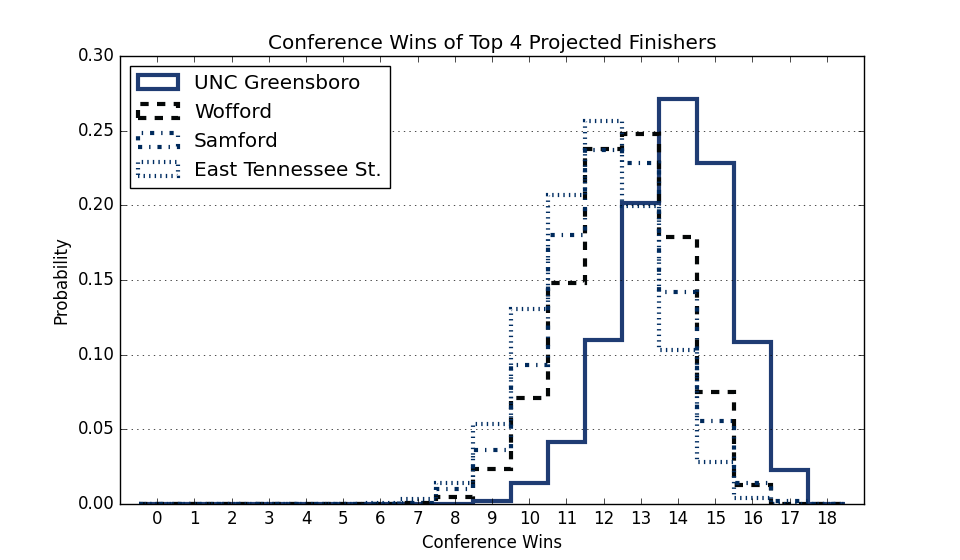 Conference Wins of Top 4 Projected Finishers
0.30
0.25
0.20
0.15
0.10
0.05
0.00
Probability
UNC Greensboro
Wofford
Samford
East Tennessee St.
0 1 2 3 4 5 6 7 8 9 10 11 12 13 14 15 16 17 18
Conference Wins